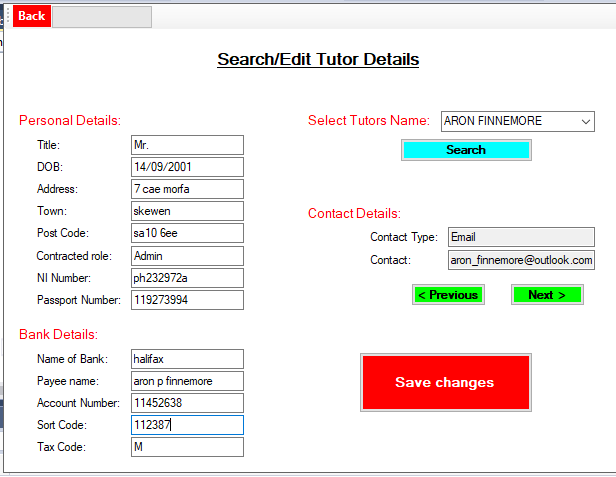 Back
Search/Edit Tutor Details
Personal Details:
Title: Mr.
DOB: 14/09/2001
Address: 7 cae morfa
Town: skewen
Post Code: sa10 6ee
Contracted role: Admin
NI Number: ph232972a
Passport Number: 119273994
Bank Details:
Name of Bank: halifax
Payee name: aron p finnemore
Account Number: 11452638
Sort Code: 112387
Tax Code: M
Select Tutors Name: ARON FINNEMORE
Search
Contact Details:
Contact Type: Email
Contact: aron_finnemore@outlook.com
< Previous Next >
Save changes